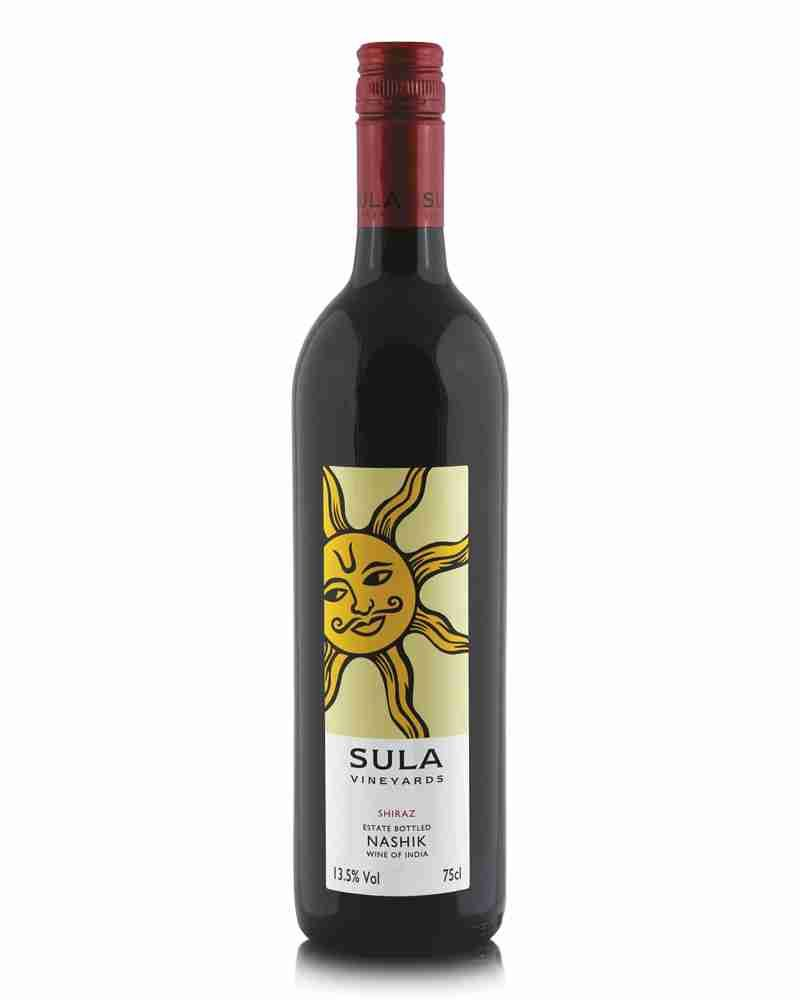 SULA
SULA
VINEYARDS
SHIRAZ
ESTATE BOTTLED
NASHIK
WINE OF INDIA
13.5% Vol 75cl